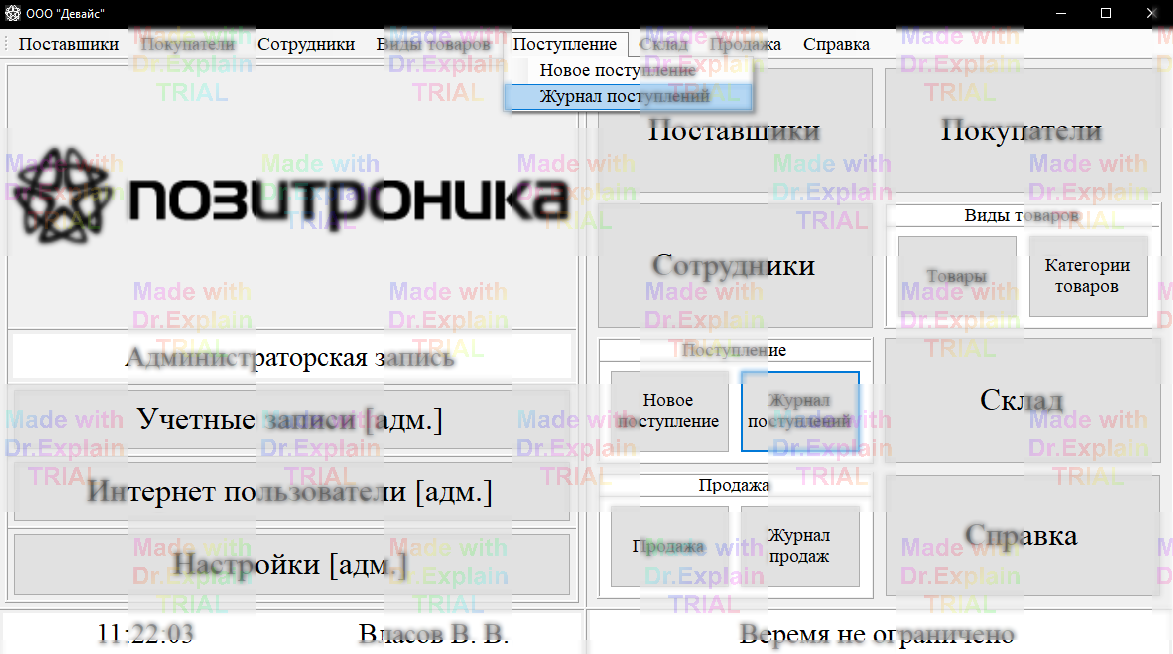 ООО "Девайс"
Поставщики Покупатели Сотрудники Виды товаров Поступление Склад Продажа Справка
Новое поступление
Журнал поступлений
позитроника
Администраторская запись
Учетные записи [адм.]
Интернет пользователи [адм.]
Настройки [адм.]
Поставщики
Покупатели
Сотрудники
Виды товаров
Товары
Категории
товаров
Поступление
Новое
поступление
Журнал
поступлений
Склад
Продажа
Продажа
Журнал
продаж
Справка
11:22:03
Власов В. В.
Веремя не ограничено
Made with
Dr.Explain
TRIAL